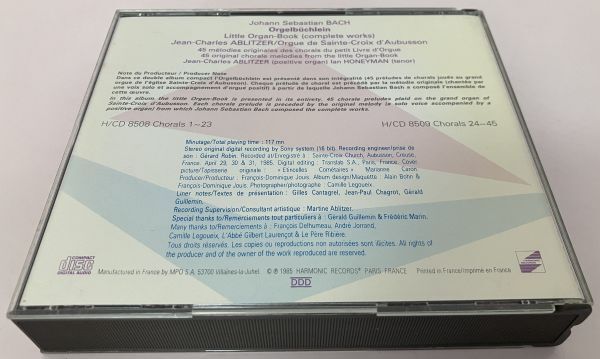 Johann Sebastian BACH
Orgelbüchlein
Little Organ-Book (complete works)
Jean-Charles ABLITZER/Orgue de Sainte-Croix d'Aubusson
45 mélodies originales des chorals du petit Livre d'Orgue
45 original chorale melodies from the little Organ-Book
Jean-Charles ABLITZER (positive organ) Ian HONEYMAN (tenor)
Note du Producteur / Producer Note
Dans ce double album compact l'Orgelbüchlein est présenté dans son intégralité (45 préludes de chorals joués au grand
orgue de l'église Sainte-Croix d'Aubusson). Chaque prélude de choral est précédé par la mélodie originale (chantée par
une voix solo et accompagnement d'orgue positif) à partir de laquelle Johann Sebastian Bach a composé l'ensemble de
cette œuvre.
In this album the little Organ-Book is presented in its entirety. 45 chorale preludes plaid on the grand organ of
Sainte-Croix d'Aubusson. Each chorale prelude is preceded by the original melody (a solo voice accompanied by a
positive organ) from which Johann Sebastian Bach composed the complete works.
H/CD 8508 Chorals 1-23
H/CD 8509 Chorals 24-45
Minutage/Total playing time : 117 mn
Stereo original digital recording by Sony system (16 bit). Recording engineer/prise de
son : Gérard Robin. Recorded at/Enregistré à : Sainte-Croix Church, Aubusson, Creuse,
France. April 29, 30 & 31, 1985. Digital editing : Translab S.A., Paris, France. Cover
picture/Tapisserie originale : « Etincelles Cométaires » Marianne Caron
Producer/Producteur : François-Dominique Jouis. Album design/Maquette : Alain Bohn &
François-Dominique Jouis. Photographer/photographe : Camille Legoueix.
Liner notes/Textes de présentation : Gilles Cantagrel, Jean-Paul Chagrot, Gérald
Guillemin.
Recording Supervision/Consultant artistique : Martine Ablitzer.
Special thanks to/Remerciements tout particuliers à : Gérald Guillemin & Frédéric Marin.
Many thanks to/Remerciements à : François Delhumeau, André Jorrand,
Camille Legoueix, L'Abbé Gilbert Laurençot & Le Père Ribière.
Tous droits réservés. Les copies ou reproductions non autorisées sont illicites. All rights of
the producer and of the owner of the work reproduced are reserved.
COMPACT
disc
DIGITAL AUDIO
Manufactured in France by MPO S.A. 53700 Villaines-la-Juhel.
© ℗ 1985 HARMONIC RECORDS PARIS FRANCE
Printed in France/Imprimé en France
DDD